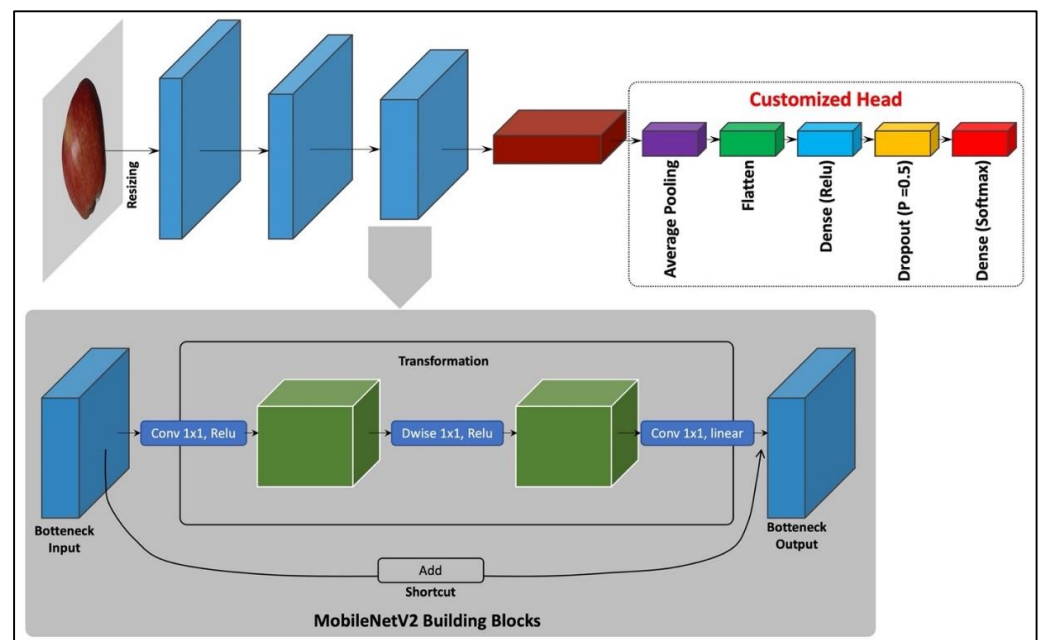 Resizing
Customized Head
Average Pooling
Flatten
Dense (Relu)
Dropout (P =0.5)
Dense (Softmax)
Transformation
Conv 1x1, Relu
Dwise 1x1, Relu
Conv 1x1, linear
Botteneck
Input
Botteneck
Output
Add
Shortcut
MobileNetV2 Building Blocks